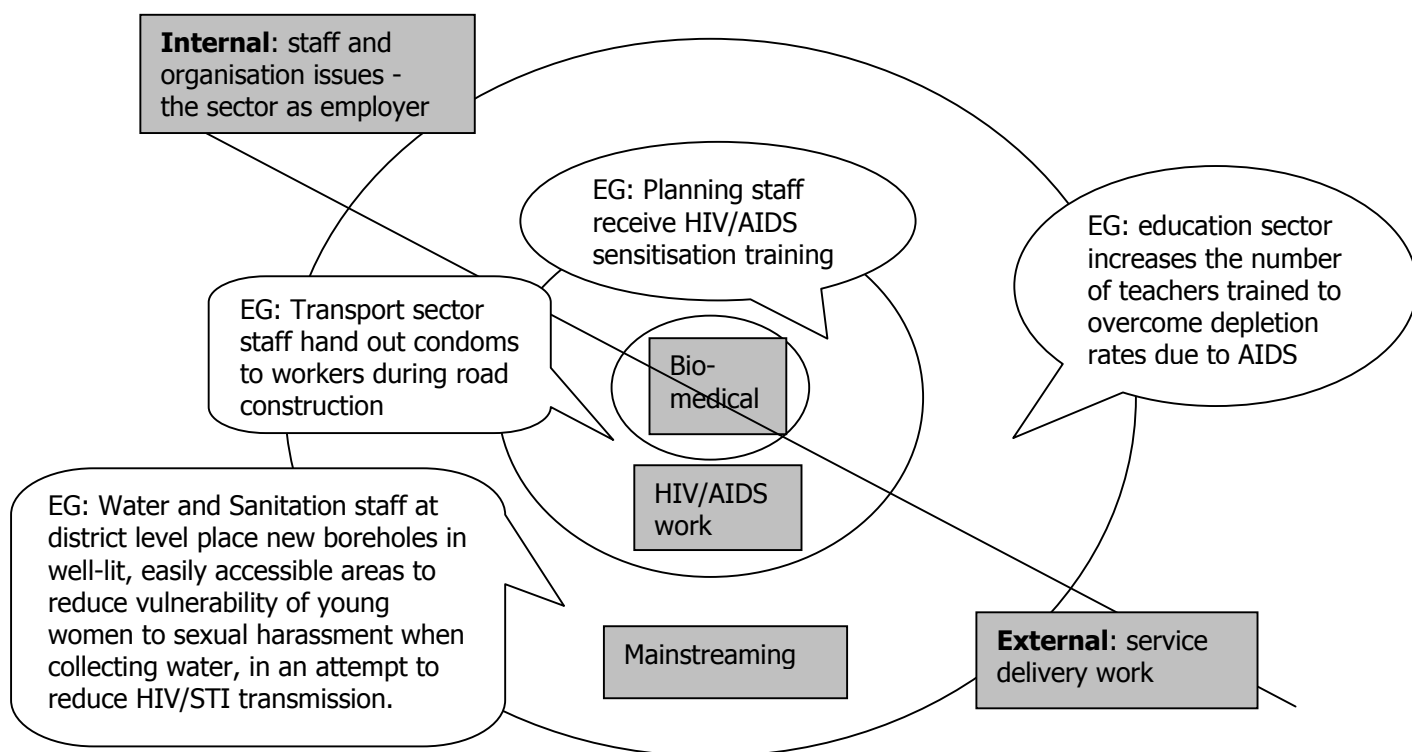 Internal: staff and
organisation issues -
the sector as employer
EG: Planning staff
receive HIV/AIDS
sensitisation training
EG: education sector
increases the number
of teachers trained to
overcome depletion
rates due to AIDS
EG: Transport sector
staff hand out condoms
to workers during road
construction
Bio-
medical
HIV/AIDS
work
EG: Water and Sanitation staff at
district level place new boreholes in
well-lit, easily accessible areas to
reduce vulnerability of young
women to sexual harassment when
collecting water, in an attempt to
reduce HIV/STI transmission.
Mainstreaming
External: service
delivery work